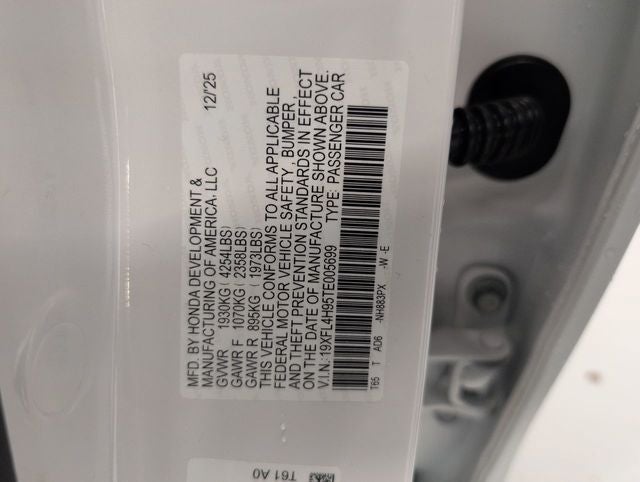 MFD. BY HONDA DEVELOPMENT & 12/25
MANUFACTURING OF AMERICA, LLC
GVWR 1930KG ( 4254LBS)
GAWR F 1070KG ( 2358LBS)
GAWR R 895KG ( 1973LBS)
THIS VEHICLE CONFORMS TO ALL APPLICABLE
FEDERAL MOTOR VEHICLE SAFETY, BUMPER,
AND THEFT PREVENTION STANDARDS IN EFFECT
ON THE DATE OF MANUFACTURE SHOWN ABOVE.
V.I.N.: 19XFL4H95TE005699 TYPE: PASSENGER CAR
T65 T AD6 -NH883PX -W -E
T61 A0